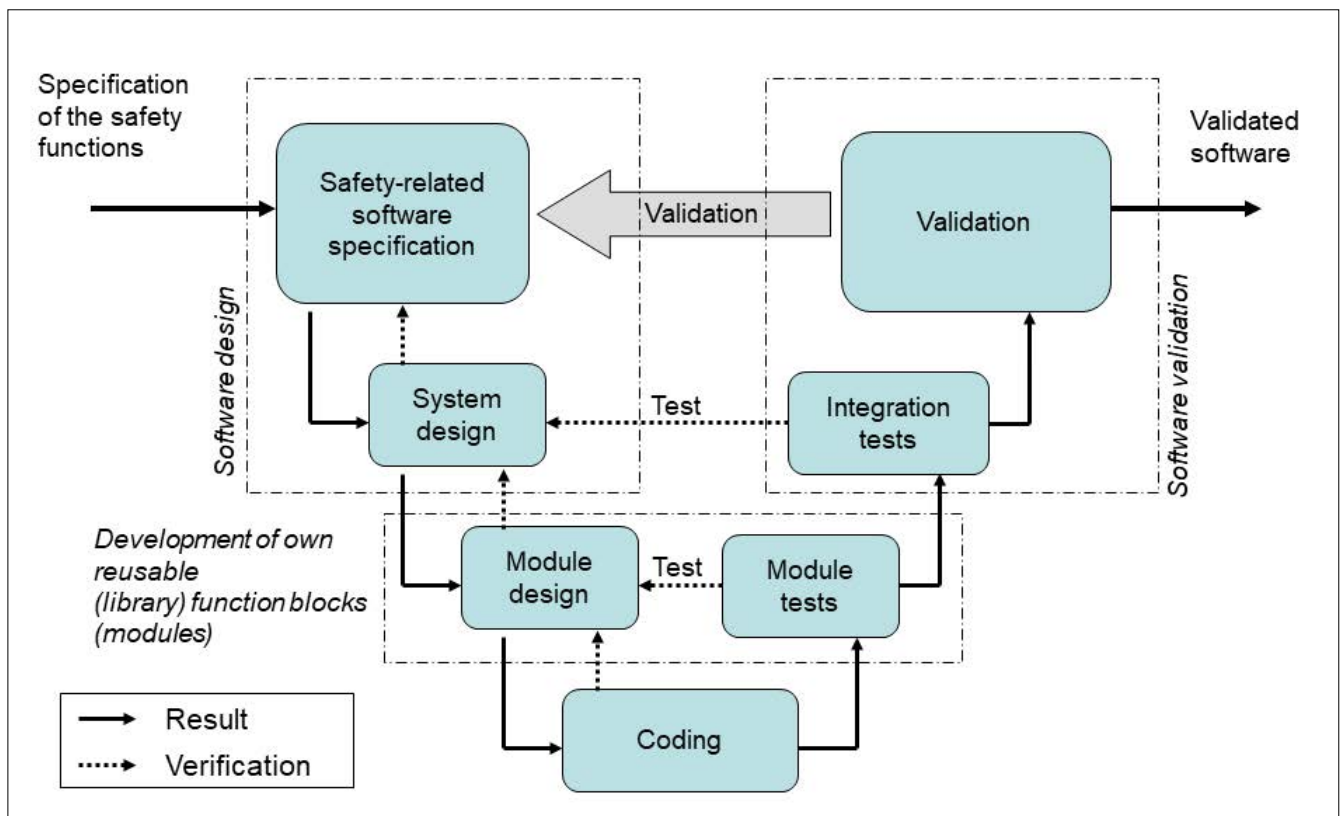 Specification
of the safety
functions
Safety-related
software
specification
Validation
Validation
Validated
software
Software design
Software validation
System
design
Test
Integration
tests
Development of own
reusable
(library) function blocks
(modules)
Module
design
Test
Module
tests
Result
Verification
Coding